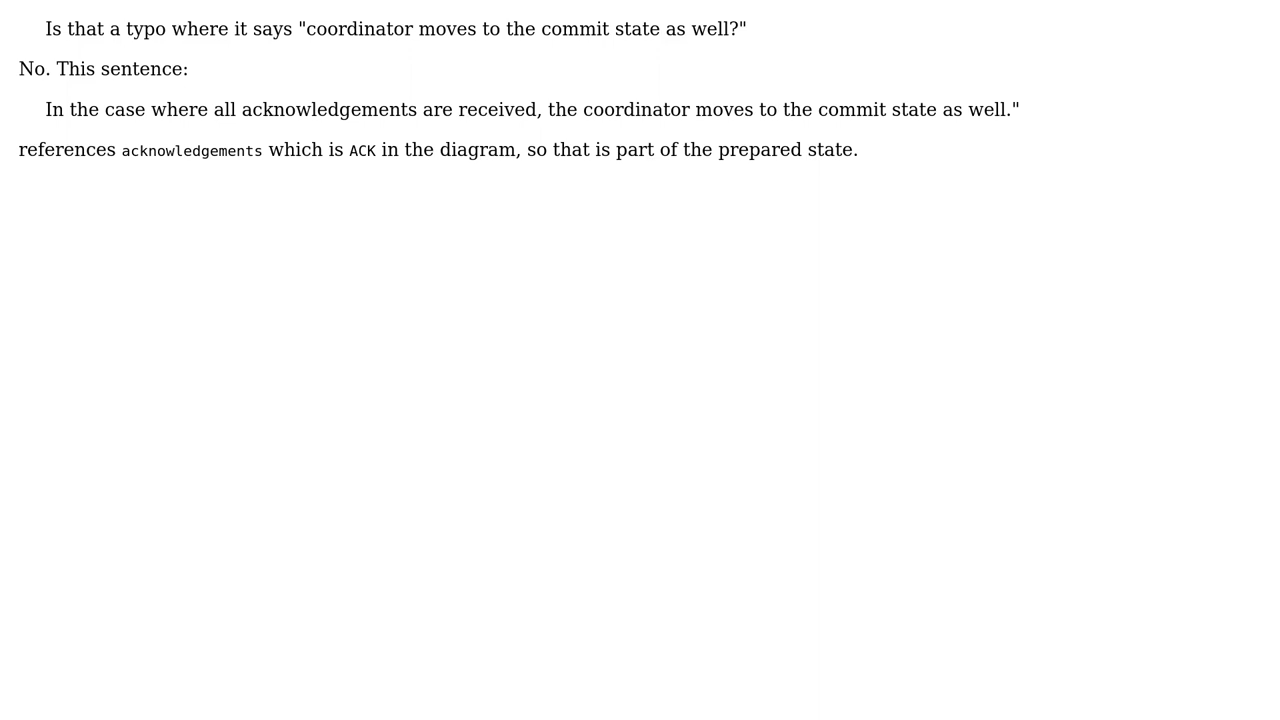 Is that a typo where it says "coordinator moves to the commit state as well?"
No. This sentence:
In the case where all acknowledgements are received, the coordinator moves to the commit state as well."
references acknowledgements which is ACK in the diagram, so that is part of the prepared state.